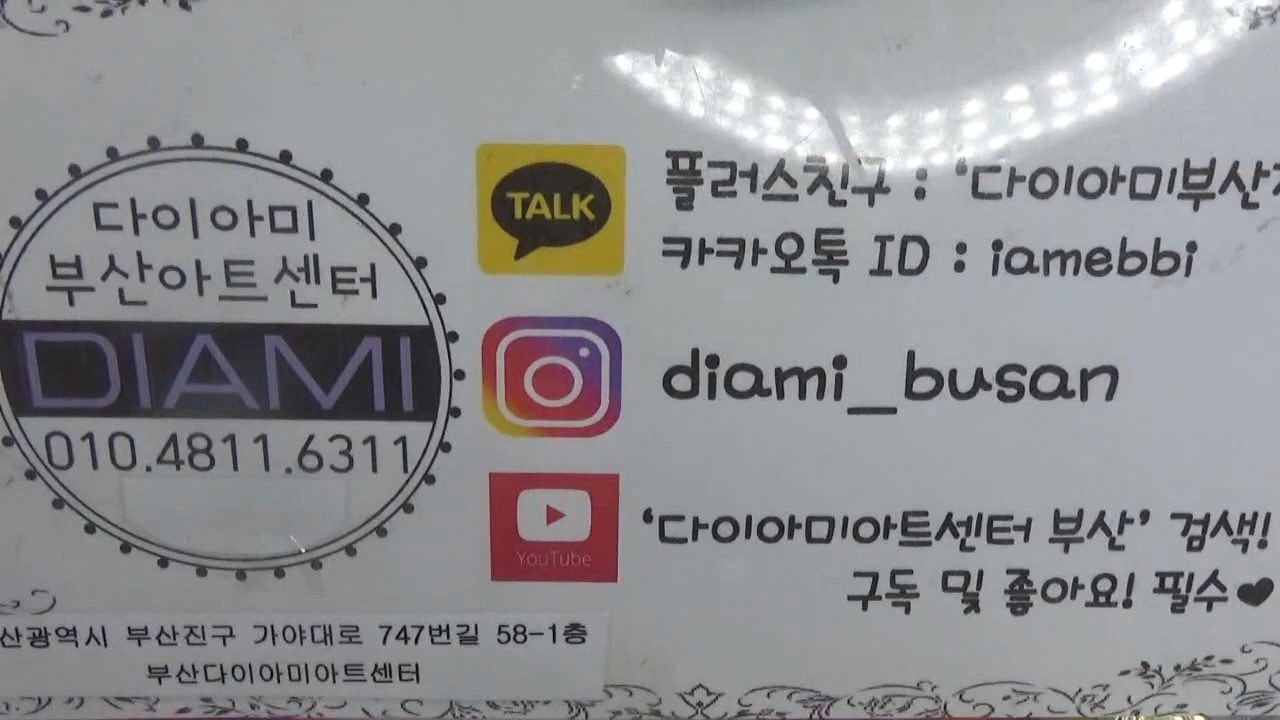 다이아미
부산아트센터
DIAMI
010.4811.6311
TALK
플러스친구 : '다이아미부산
카카오톡 ID : iamebbi
diami_busan
YouTube
'다이아미아트센터 부산' 검색!
구독 및 좋아요! 필수♥
산광역시 부산진구 가야대로 747번길 58-1층
부산다이아미아트센터